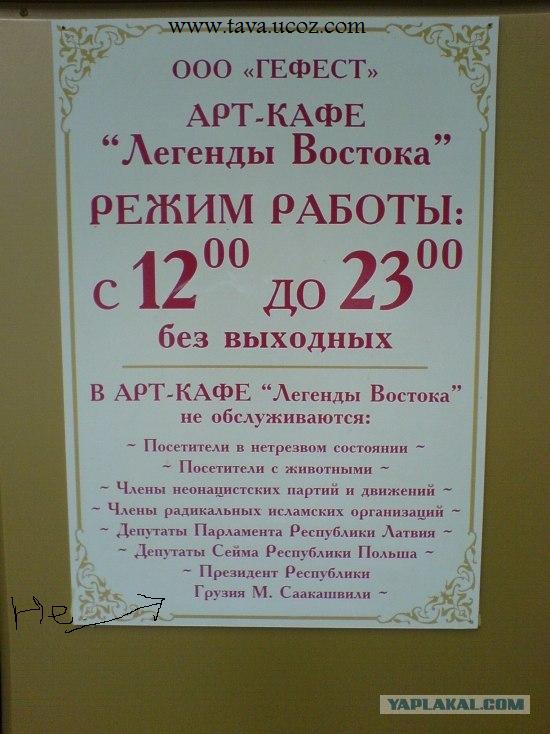 www.tava.ucoz.com
ООО «ГЕФЕСТ»
АРТ-КАФЕ
“Легенды Востока”
РЕЖИМ РАБОТЫ:
с 12⁰⁰ до 23⁰⁰
без выходных
В АРТ-КАФЕ “Легенды Востока”
не обслуживаются:
~ Посетители в нетрезвом состоянии ~
~ Посетители с животными ~
~ Члены неонацистских партий и движений ~
~ Члены радикальных исламских организаций ~
~ Депутаты Парламента Республики Латвия ~
~ Депутаты Сейма Республики Польша ~
~ Президент Республики
Грузия М. Саакашвили ~
Не
YAPLAKAL.COM